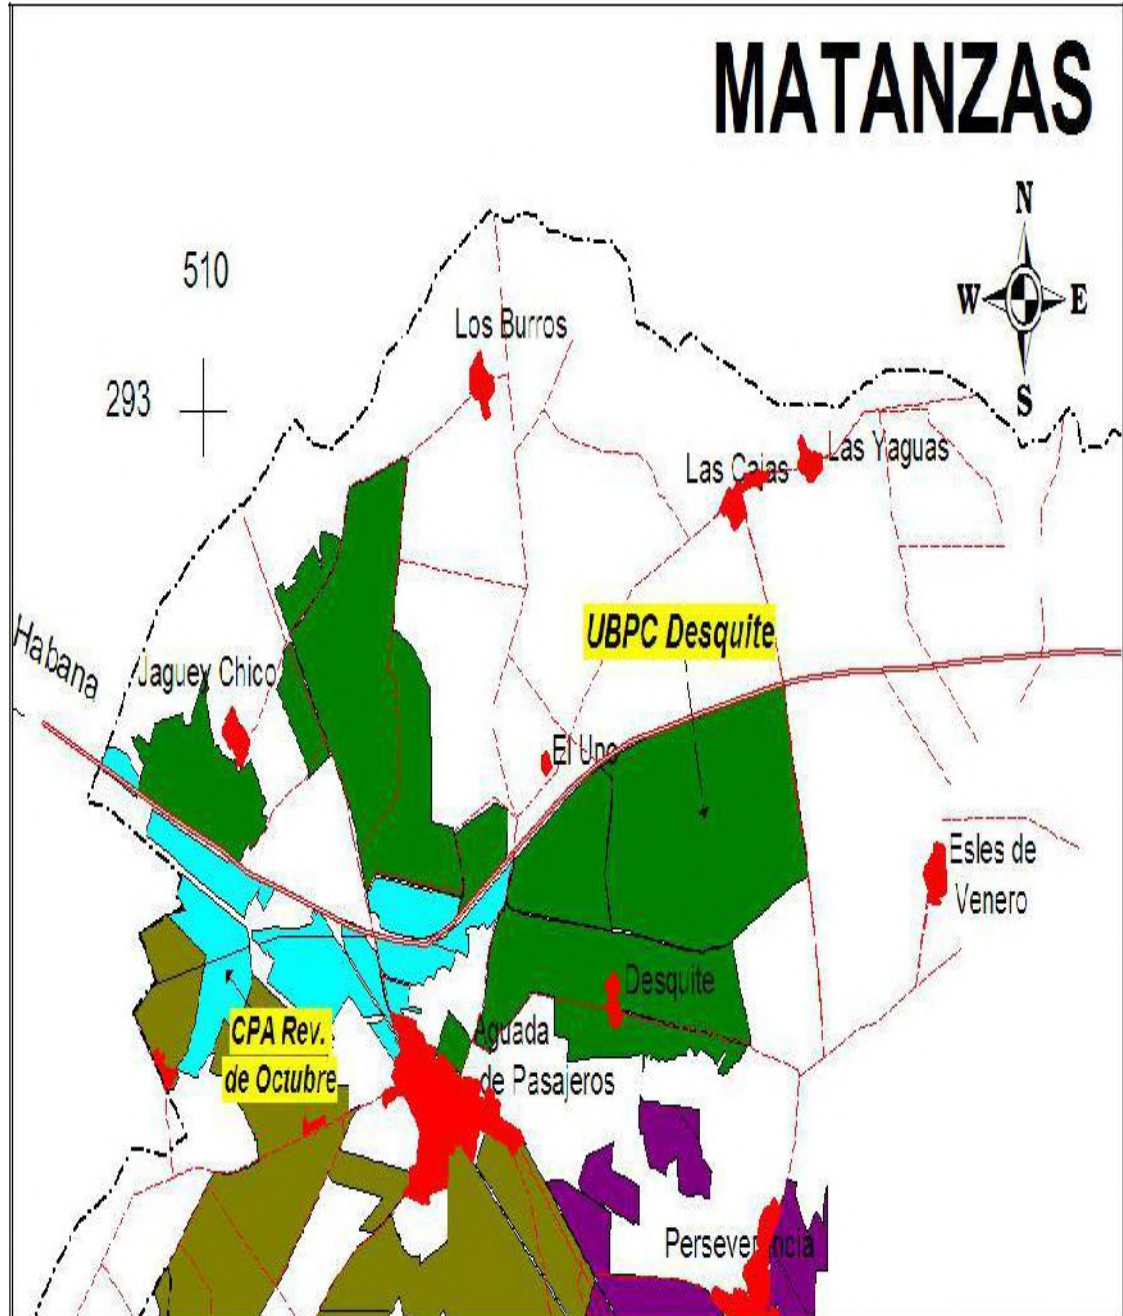 MATANZAS
N
510
W E
Los Burros
293
S
Las Yaguas
Las Cajas
UBPC Desquite
Habana
Jaguey Chico
El Uno
Esles de
Venero
Desquite
CPA Rev.
de Octubre
Aguada
de Pasajeros
Perseverancia